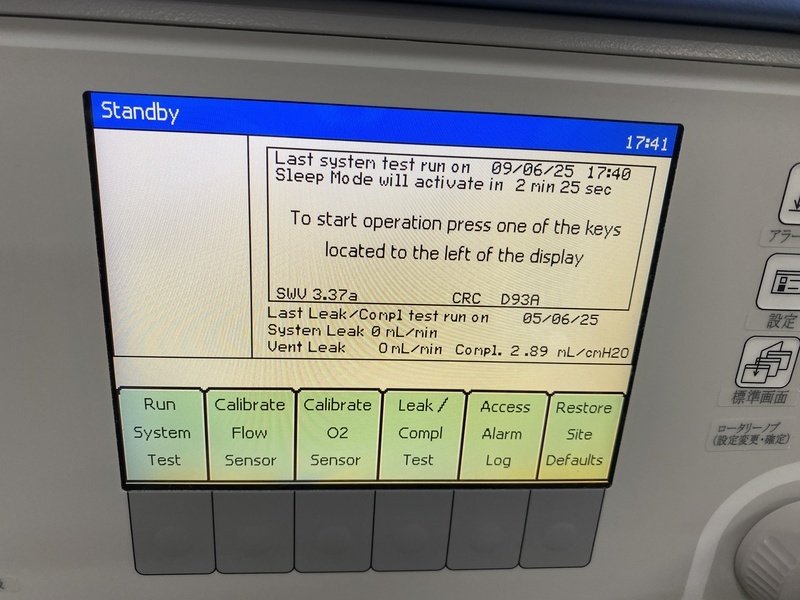 Standby
17:41
Last system test run on 09/06/25 17:40
Sleep Mode will activate in 2 min 25 sec
To start operation press one of the keys
located to the left of the display
SWV 3.37a CRC D93A
Last Leak/Compl test run on 05/06/25
System Leak 0 mL/min
Vent Leak 0 mL/min Compl. 2.89 mL/cmH2O
Run
System
Test
Calibrate
Flow
Sensor
Calibrate
O2
Sensor
Leak /
Compl
Test
Access
Alarm
Log
Restore
Site
Defaults
アラー
設定
標準画面
ロータリーノブ
(設定変更・確定)